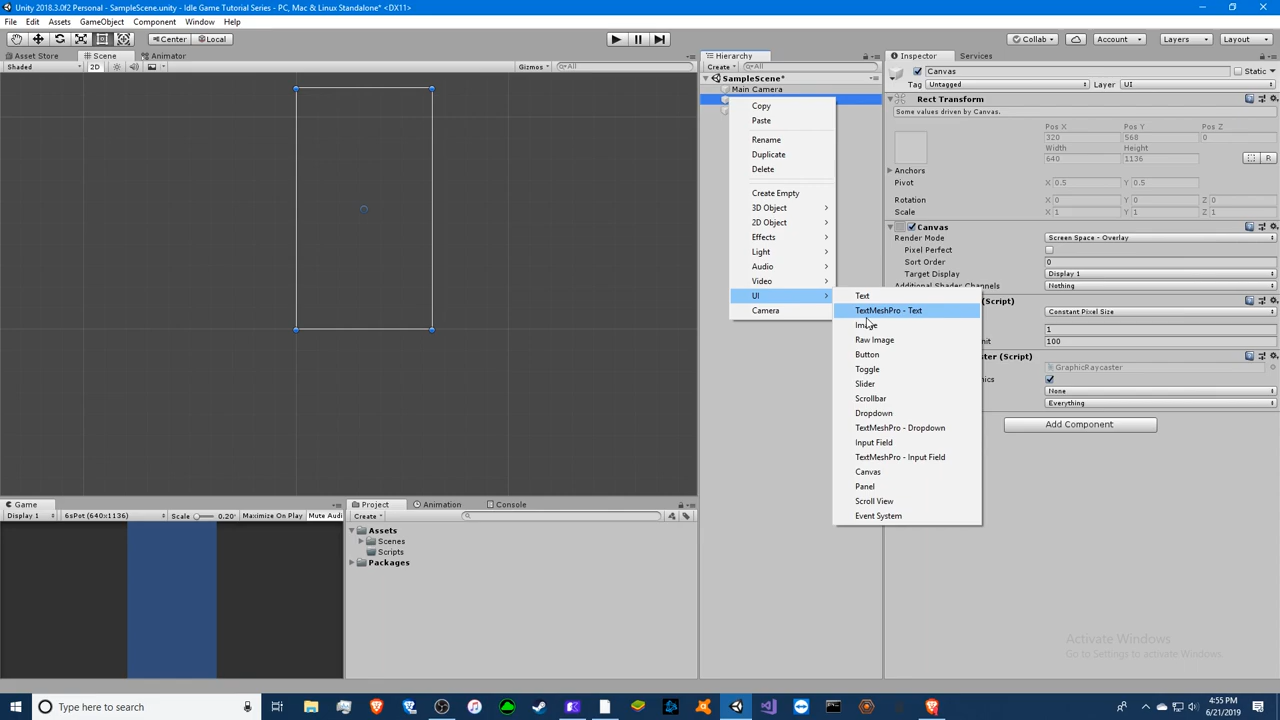 Unity 2018.3.0f2 Personal - SampleScene.unity - Idle Game Tutorial Series - PC, Mac & Linux Standalone* <DX11>
File Edit Assets GameObject Component Window Help
Center Local Collab Account Layers Layout
Asset Store Scene Animator
Shaded 2D Gizmos All
Hierarchy
Create All
SampleScene*
Main Camera
Copy
Paste
Rename
Duplicate
Delete
Create Empty
3D Object
2D Object
Effects
Light
Audio
Video
UI
Camera
Text
TextMeshPro - Text
Image
Raw Image
Button
Toggle
Slider
Scrollbar
Dropdown
TextMeshPro - Dropdown
Input Field
TextMeshPro - Input Field
Canvas
Panel
Scroll View
Event System
Inspector Services
Canvas Static
Tag Untagged Layer UI
Rect Transform
Some values driven by Canvas.
Pos X Pos Y Pos Z
320 568 0
Width Height
640 1136
R
Anchors
Pivot X 0.5 Y 0.5
Rotation X 0 Y 0 Z 0
Scale X 1 Y 1 Z 1
Canvas
Render Mode Screen Space - Overlay
Pixel Perfect
Sort Order 0
Target Display Display 1
Additional Shader Channels Nothing
(Script)
Constant Pixel Size
1
100
(Script)
GraphicRaycaster
None
Everything
Add Component
Game
Display 1 6sPot (640x1136) Scale 0.20 Maximize On Play Mute Audi
Project Animation Console
Create
Assets
Scenes
Scripts
Packages
Activate Windows
Go to Settings to activate Windows.
Type here to search
4:55 PM
6/21/2019